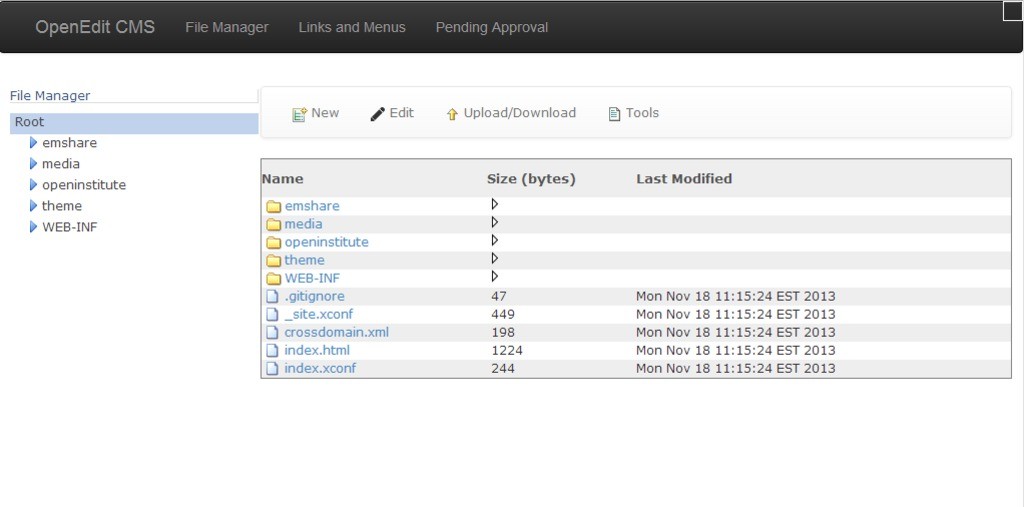 OpenEdit CMS File Manager Links and Menus Pending Approval
File Manager
Root
emshare
media
openinstitute
theme
WEB-INF
New Edit Upload/Download Tools
Name Size (bytes) Last Modified
emshare
media
openinstitute
theme
WEB-INF
.gitignore 47 Mon Nov 18 11:15:24 EST 2013
_site.xconf 449 Mon Nov 18 11:15:24 EST 2013
crossdomain.xml 198 Mon Nov 18 11:15:24 EST 2013
index.html 1224 Mon Nov 18 11:15:24 EST 2013
index.xconf 244 Mon Nov 18 11:15:24 EST 2013